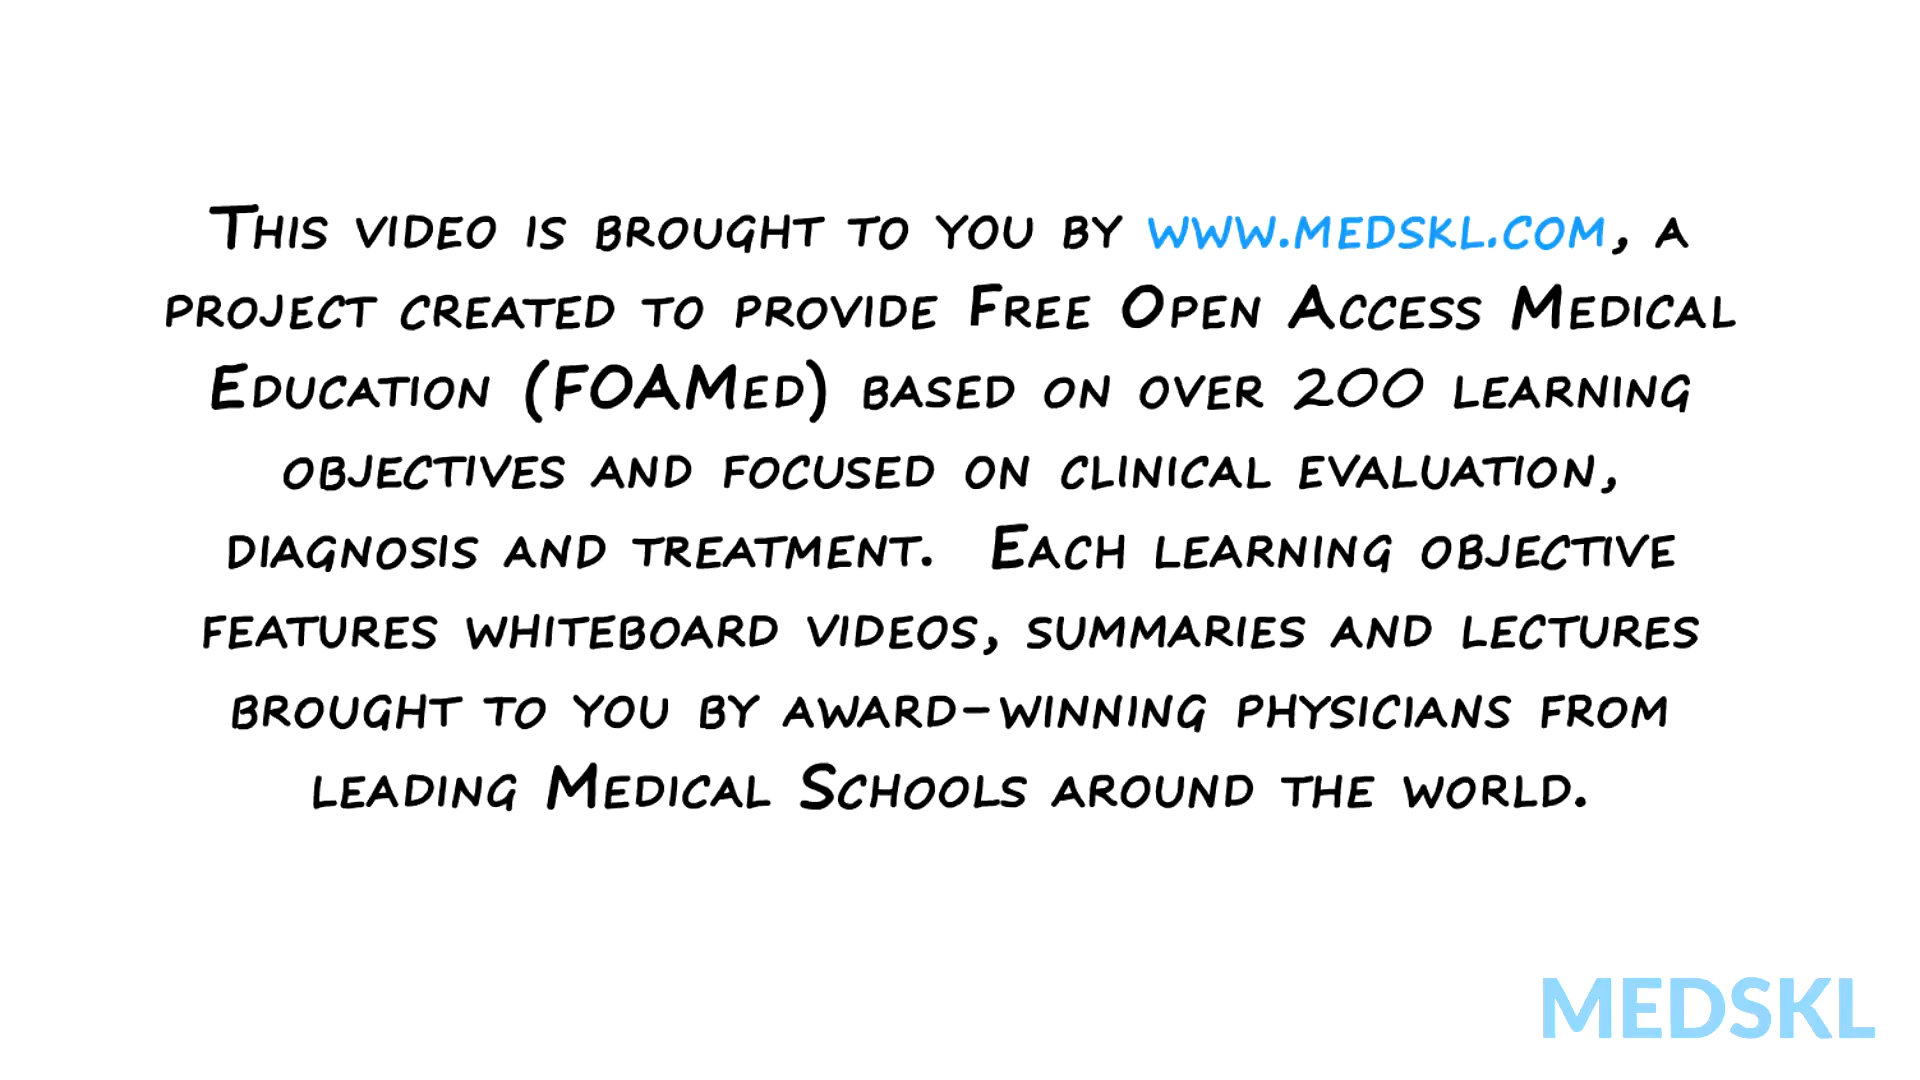 This video is brought to you by www.medskl.com, a
project created to provide Free Open Access Medical
Education (FOAMed) based on over 200 learning
objectives and focused on clinical evaluation,
diagnosis and treatment.  Each learning objective
features whiteboard videos, summaries and lectures
brought to you by award-winning physicians from
leading Medical Schools around the world.
MEDSKL